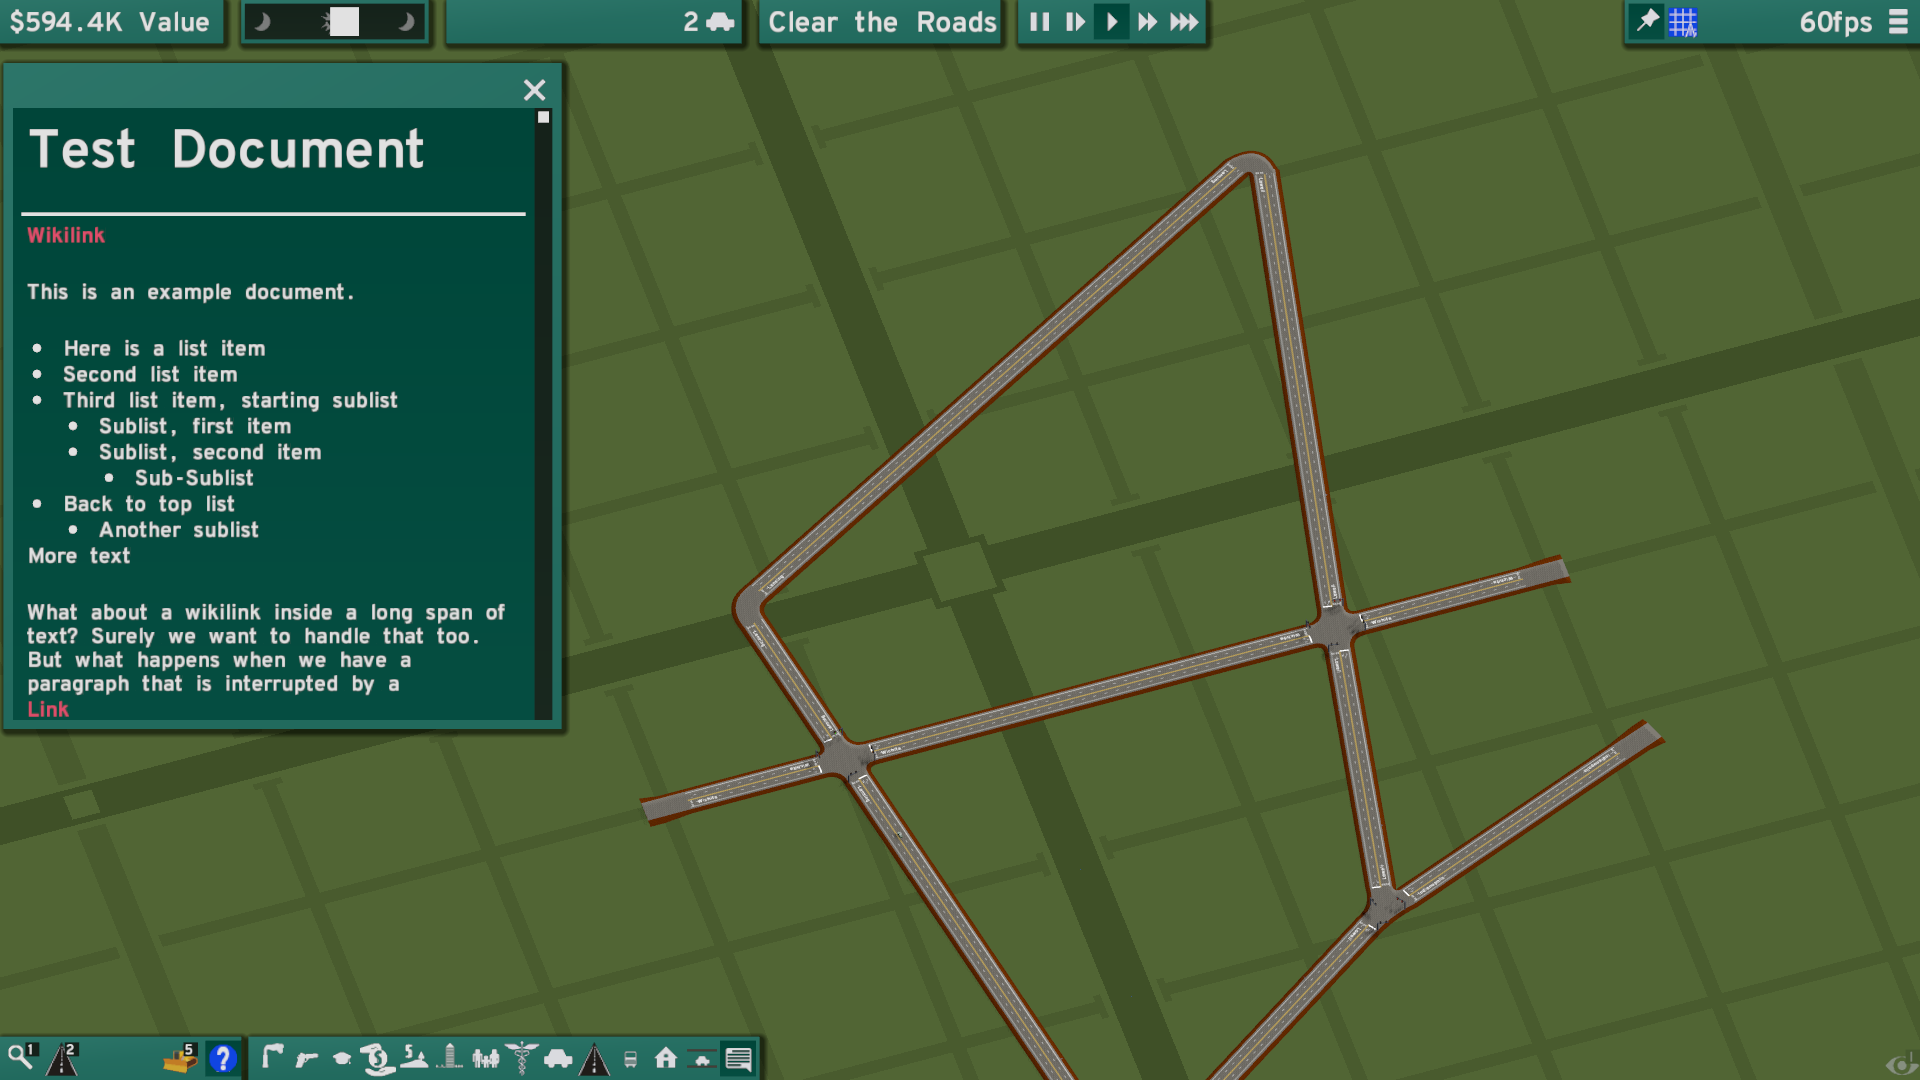 $594.4K Value
2
Clear the Roads
60fps
Test Document
Wikilink
This is an example document.
• Here is a list item
• Second list item
• Third list item, starting sublist
• Sublist, first item
• Sublist, second item
• Sub-Sublist
• Back to top list
• Another sublist
More text
What about a wikilink inside a long span of
text? Surely we want to handle that too.
But what happens when we have a
paragraph that is interrupted by a
Link
Wichita
Wichita
Wichita
1
2
5
?